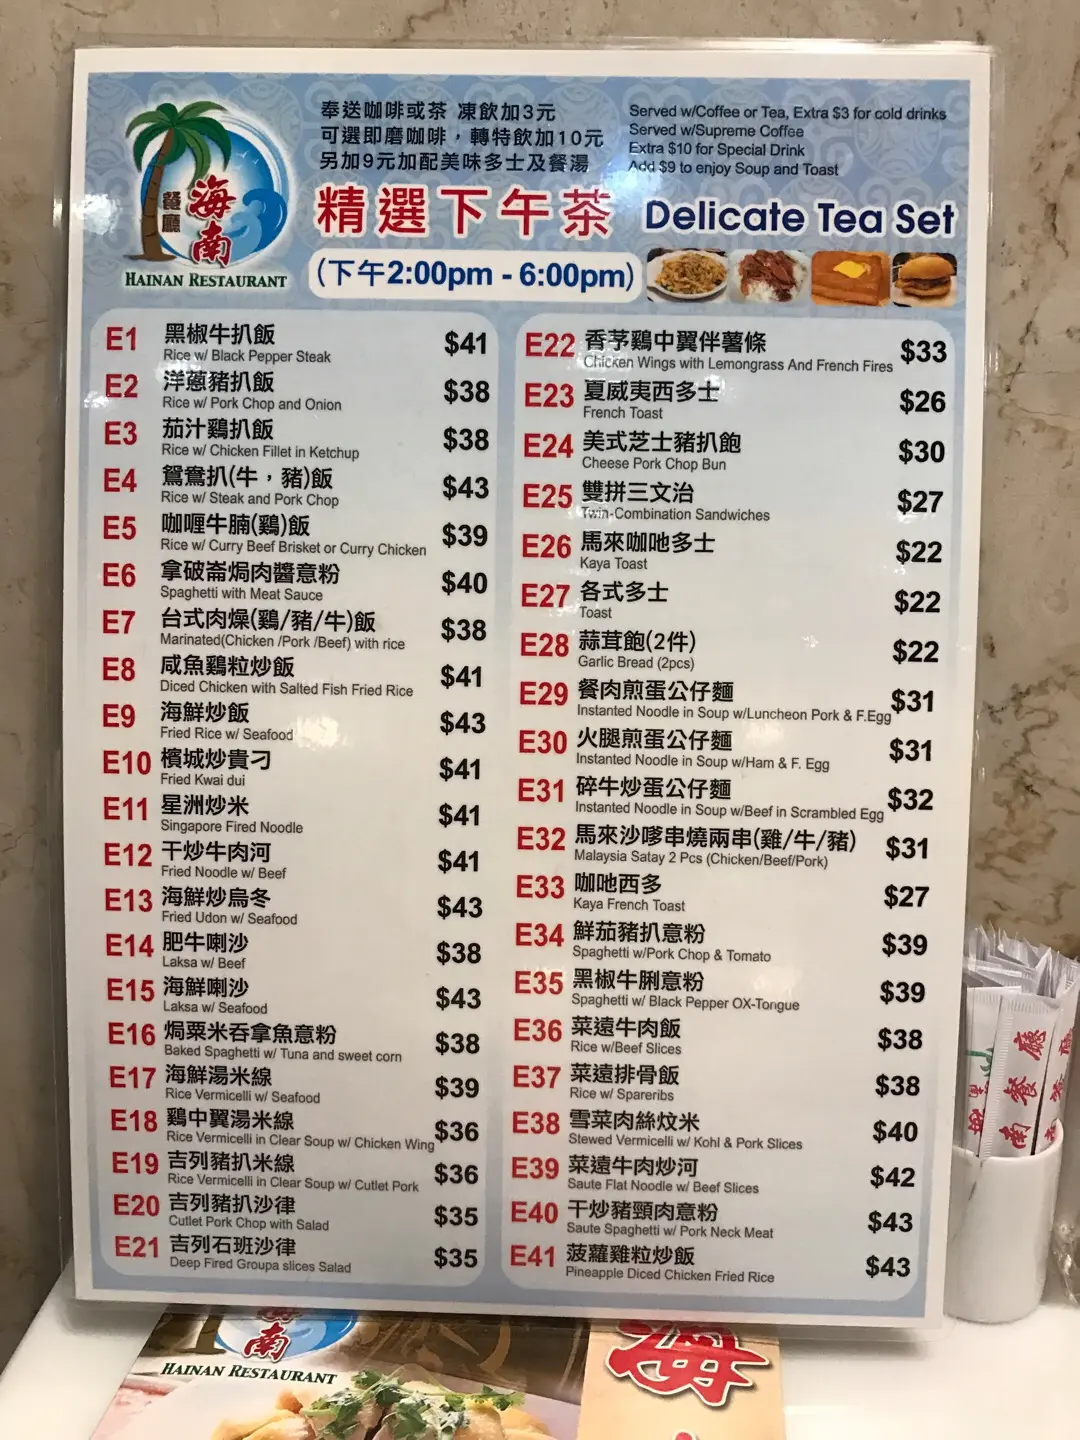 餐廳
海南
HAINAN RESTAURANT
奉送咖啡或茶 凍飲加3元
可選即磨咖啡，轉特飲加10元
另加9元加配美味多士及餐湯
Served w/Coffee or Tea, Extra $3 for cold drinks
Served w/Supreme Coffee
Extra $10 for Special Drink
Add $9 to enjoy Soup and Toast
精選下午茶 Delicate Tea Set
(下午2:00pm - 6:00pm)
E1 黑椒牛扒飯 $41
Rice w/ Black Pepper Steak
E2 洋蔥豬扒飯 $38
Rice w/ Pork Chop and Onion
E3 茄汁鷄扒飯 $38
Rice w/ Chicken Fillet in Ketchup
E4 鴛鴦扒(牛，豬)飯 $43
Rice w/ Steak and Pork Chop
E5 咖喱牛腩(鷄)飯 $39
Rice w/ Curry Beef Brisket or Curry Chicken
E6 拿破崙焗肉醬意粉 $40
Spaghetti with Meat Sauce
E7 台式肉燥(鷄/豬/牛)飯 $38
Marinated(Chicken /Pork /Beef) with rice
E8 咸魚鷄粒炒飯 $41
Diced Chicken with Salted Fish Fried Rice
E9 海鮮炒飯 $43
Fried Rice w/ Seafood
E10 檳城炒貴刁 $41
Fried Kwai dui
E11 星洲炒米 $41
Singapore Fired Noodle
E12 干炒牛肉河 $41
Fried Noodle w/ Beef
E13 海鮮炒烏冬 $43
Fried Udon w/ Seafood
E14 肥牛喇沙 $38
Laksa w/ Beef
E15 海鮮喇沙 $43
Laksa w/ Seafood
E16 焗粟米吞拿魚意粉 $38
Baked Spaghetti w/ Tuna and sweet corn
E17 海鮮湯米線 $39
Rice Vermicelli w/ Seafood
E18 鷄中翼湯米線 $36
Rice Vermicelli in Clear Soup w/ Chicken Wing
E19 吉列豬扒米線 $36
Rice Vermicelli in Clear Soup w/ Cutlet Pork
E20 吉列豬扒沙律 $35
Cutlet Pork Chop with Salad
E21 吉列石班沙律 $35
Deep Fired Groupa slices Salad
E22 香芓鷄中翼伴薯條 $33
Chicken Wings with Lemongrass And French Fires
E23 夏威夷西多士 $26
French Toast
E24 美式芝士豬扒飽 $30
Cheese Pork Chop Bun
E25 雙拼三文治 $27
Twin-Combination Sandwiches
E26 馬來咖吔多士 $22
Kaya Toast
E27 各式多士 $22
Toast
E28 蒜茸飽(2件) $22
Garlic Bread (2pcs)
E29 餐肉煎蛋公仔麵 $31
Instanted Noodle in Soup w/Luncheon Pork & F.Egg
E30 火腿煎蛋公仔麵 $31
Instanted Noodle in Soup w/Ham & F. Egg
E31 碎牛炒蛋公仔麵 $32
Instanted Noodle in Soup w/Beef in Scrambled Egg
E32 馬來沙嗲串燒兩串(雞/牛/豬) $31
Malaysia Satay 2 Pcs (Chicken/Beef/Pork)
E33 咖吔西多 $27
Kaya French Toast
E34 鮮茄豬扒意粉 $39
Spaghetti w/Pork Chop & Tomato
E35 黑椒牛脷意粉 $39
Spaghetti w/ Black Pepper OX-Tongue
E36 菜遠牛肉飯 $38
Rice w/Beef Slices
E37 菜遠排骨飯 $38
Rice w/ Spareribs
E38 雪菜肉絲炆米 $40
Stewed Vermicelli w/ Kohl & Pork Slices
E39 菜遠牛肉炒河 $42
Saute Flat Noodle w/ Beef Slices
E40 干炒豬頸肉意粉 $43
Saute Spaghetti w/ Pork Neck Meat
E41 菠蘿雞粒炒飯 $43
Pineapple Diced Chicken Fried Rice
南餐廳
海南
HAINAN RESTAURANT
海